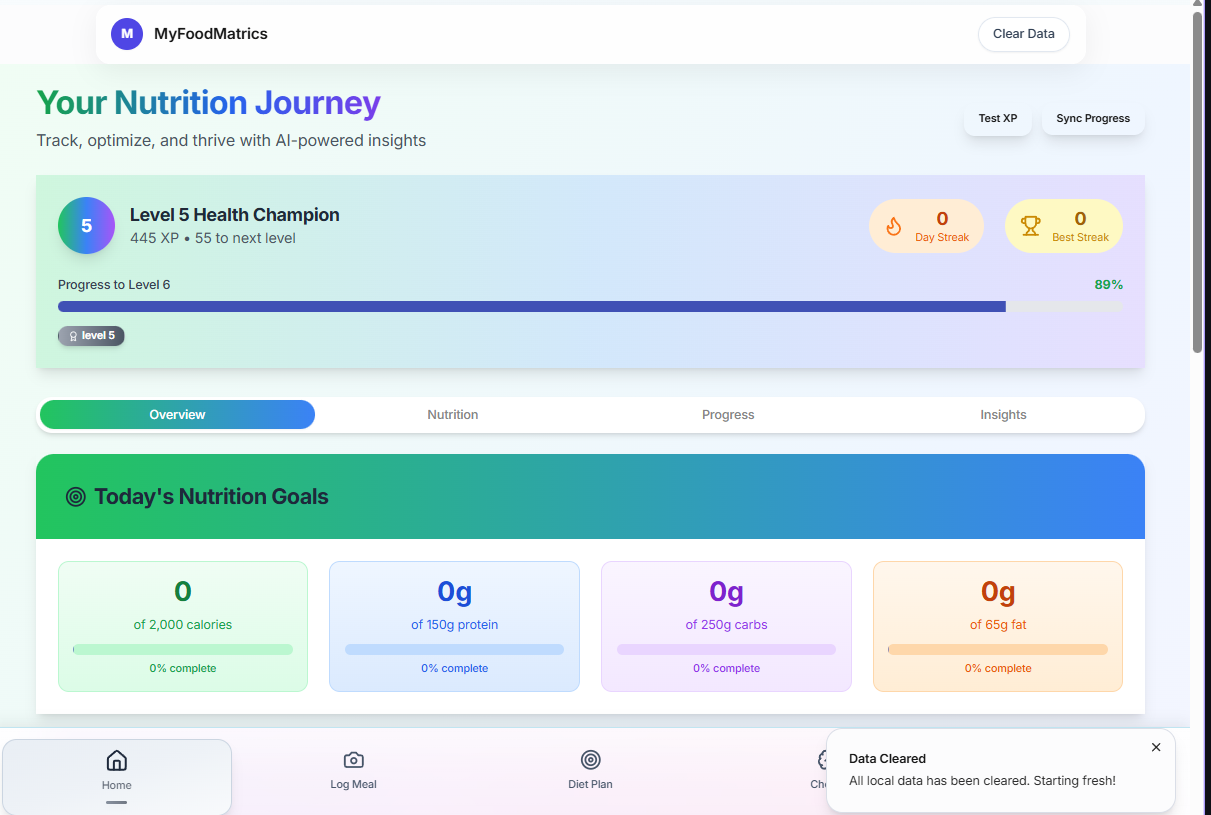 M MyFoodMatrics Clear Data
Your Nutrition Journey
Track, optimize, and thrive with AI-powered insights
Test XP Sync Progress
5
Level 5 Health Champion
445 XP • 55 to next level
0
Day Streak
0
Best Streak
Progress to Level 6 89%
level 5
Overview Nutrition Progress Insights
Today's Nutrition Goals
0
of 2,000 calories
0% complete
0g
of 150g protein
0% complete
0g
of 250g carbs
0% complete
0g
of 65g fat
0% complete
Home Log Meal Diet Plan
Data Cleared
All local data has been cleared. Starting fresh!